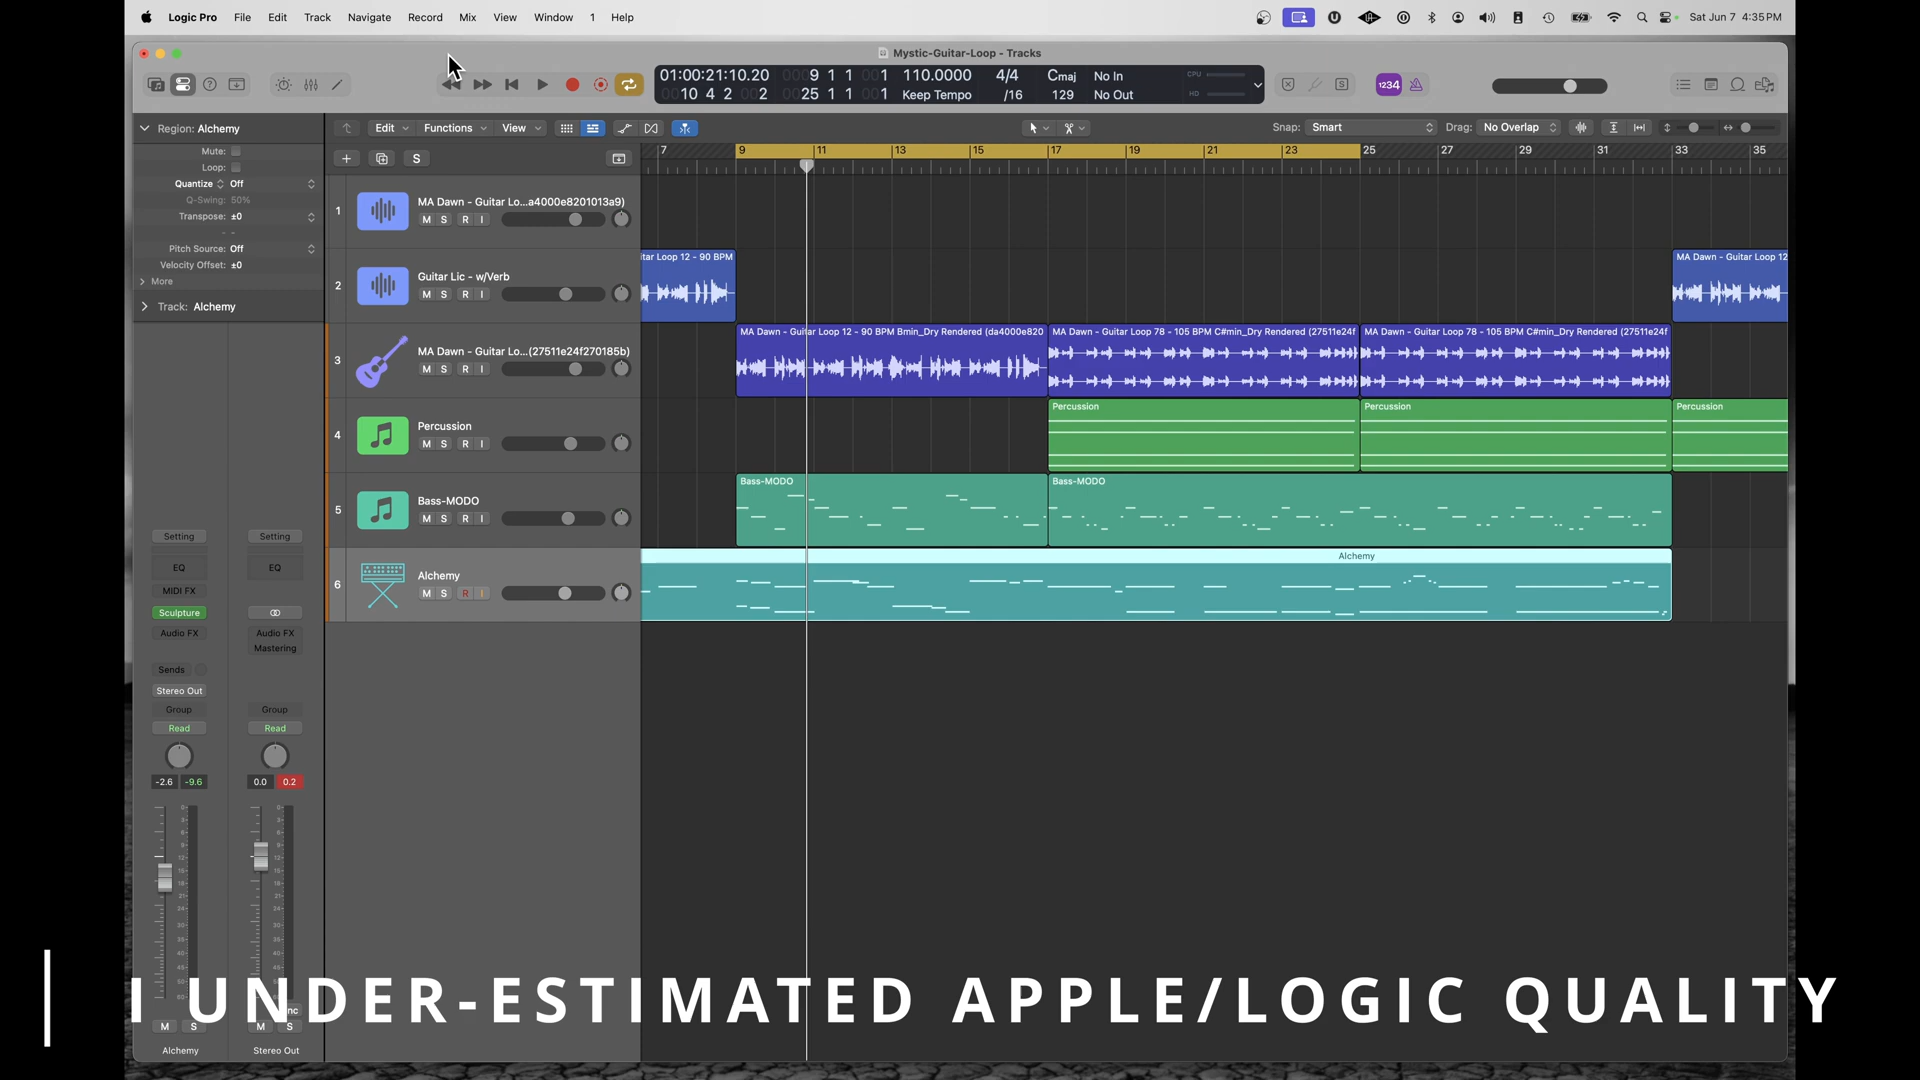 Logic Pro File Edit Track Navigate Record Mix View Window 1 Help
Sat Jun 7 4:35 PM
Mystic-Guitar-Loop - Tracks
01:00:21:10.20 0009 1 1 001 110.0000 4/4 Cmaj No In CPU
0010 4 2 002 0025 1 1 001 Keep Tempo /16 129 No Out HD
1234
Region: Alchemy
Mute:
Loop:
Quantize Off
Q-Swing: 50%
Transpose: ±0
Pitch Source: Off
Velocity Offset: ±0
More
Track: Alchemy
Edit Functions View
Snap: Smart Drag: No Overlap
S
7 9 11 13 15 17 19 21 23 25 27 29 31 33 35
1 MA Dawn - Guitar Lo...a4000e8201013a9)
M S R I
2 Guitar Lic - w/Verb
M S R I
itar Loop 12 - 90 BPM
MA Dawn - Guitar Loop 12
3 MA Dawn - Guitar Lo...(27511e24f270185b)
M S R I
MA Dawn - Guitar Loop 12 - 90 BPM Bmin_Dry Rendered (da4000e820
MA Dawn - Guitar Loop 78 - 105 BPM C#min_Dry Rendered (27511e24f
MA Dawn - Guitar Loop 78 - 105 BPM C#min_Dry Rendered (27511e24f
4 Percussion
M S R I
Percussion
Percussion
Percussion
5 Bass-MODO
M S R I
Bass-MODO
Bass-MODO
6 Alchemy
M S R I
Alchemy
Setting Setting
EQ EQ
MIDI FX
Sculpture
Audio FX Audio FX
Mastering
Sends
Stereo Out
Group Group
Read Read
-2.6 -9.6 0.0 0.2
I UNDER-ESTIMATED APPLE/LOGIC QUALITY
M S M S
Alchemy Stereo Out